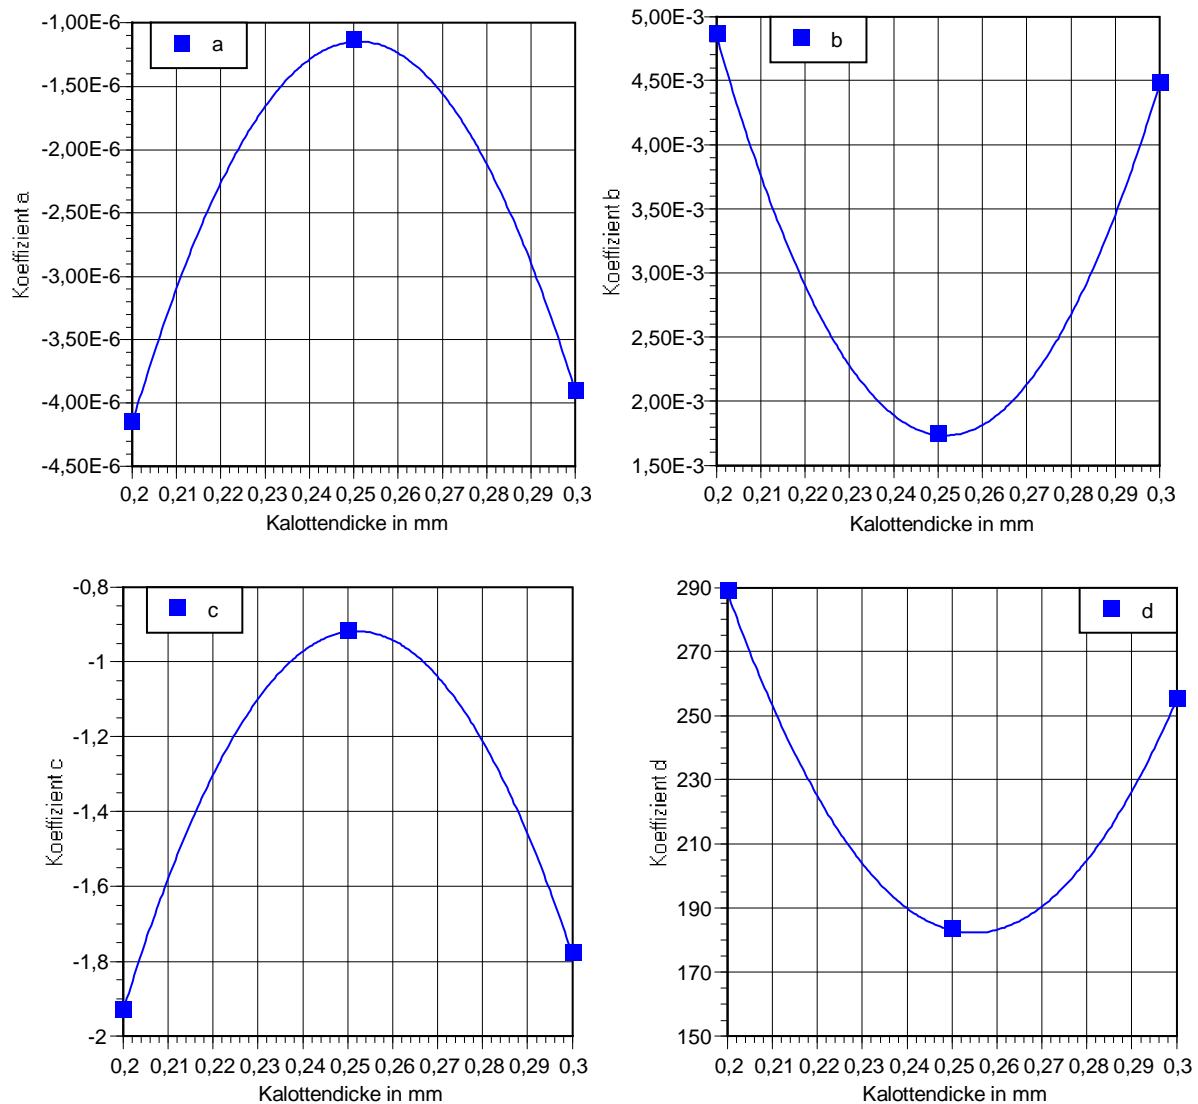 -1,00E-6
-1,50E-6
-2,00E-6
-2,50E-6
-3,00E-6
-3,50E-6
-4,00E-6
-4,50E-6
Koeffizient a
a
0,2 0,21 0,22 0,23 0,24 0,25 0,26 0,27 0,28 0,29 0,3
Kalottendicke in mm
5,00E-3
4,50E-3
4,00E-3
3,50E-3
3,00E-3
2,50E-3
2,00E-3
1,50E-3
Koeffizient b
b
0,2 0,21 0,22 0,23 0,24 0,25 0,26 0,27 0,28 0,29 0,3
Kalottendicke in mm
-0,8
-1
-1,2
-1,4
-1,6
-1,8
-2
Koeffizient c
c
0,2 0,21 0,22 0,23 0,24 0,25 0,26 0,27 0,28 0,29 0,3
Kalottendicke in mm
290
270
250
230
210
190
170
150
Koeffizient d
d
0,2 0,21 0,22 0,23 0,24 0,25 0,26 0,27 0,28 0,29 0,3
Kalottendicke in mm